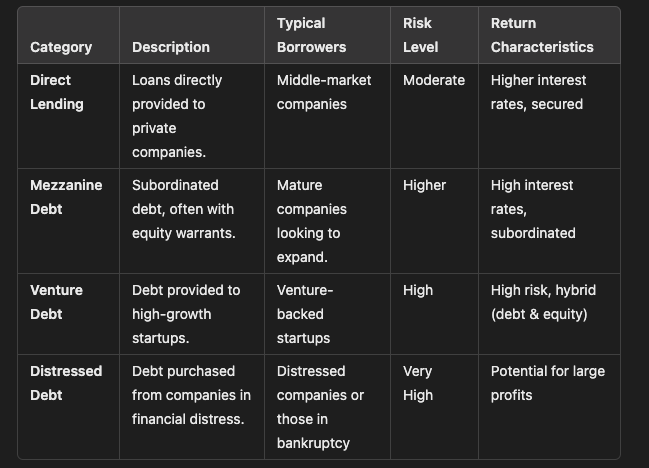 Category
Description
Typical
Borrowers
Risk
Level
Return
Characteristics
Direct
Lending
Loans directly
provided to
private
companies.
Middle-market
companies
Moderate
Higher interest
rates, secured
Mezzanine
Debt
Subordinated
debt, often with
equity warrants.
Mature
companies
looking to
expand.
Higher
High interest
rates,
subordinated
Venture
Debt
Debt provided to
high-growth
startups.
Venture-
backed
startups
High
High risk, hybrid
(debt & equity)
Distressed
Debt
Debt purchased
from companies in
financial distress.
Distressed
companies or
those in
bankruptcy
Very
High
Potential for large
profits